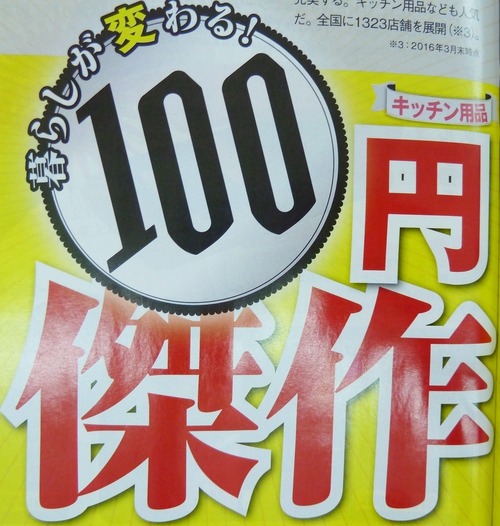 充実する。キッチン用品なども人気
だ。全国に1323店舗を展開(※3)。
※3:2016年3月末時点
暮らしが変わる!
キッチン用品
100
円
傑作